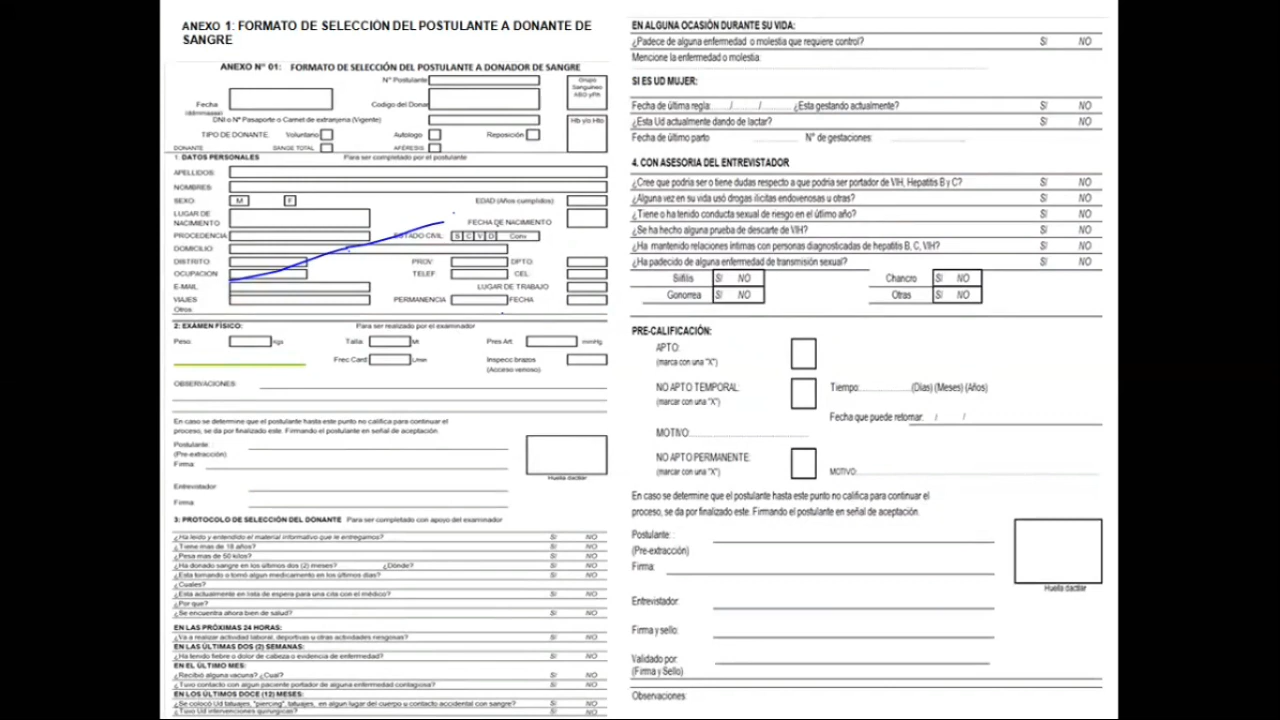 ANEXO 1: FORMATO DE SELECCIÓN DEL POSTULANTE A DONANTE DE
SANGRE
ANEXO Nº 01: FORMATO DE SELECCIÓN DEL POSTULANTE A DONADOR DE SANGRE
Nº Postulante
Grupo
Sanguíneo
ABO y/Rh
Fecha
Codigo del Donar
DNI o Nº Pasaporte o Carnet de extranjeria (Vigente)
Hb y/o Hto
TIPO DE DONANTE: Voluntario Autologo Reposición
DONANTE SANGE TOTAL AFÉRESIS
1: DATOS PERSONALES Para ser completado por el postulante
APELLIDOS:
NOMBRES:
SEXO M F EDAD (Años cumplidos)
LUGAR DE
NACIMIENTO FECHA DE NACIMIENTO
PROCEDENCIA ESTADO CIVIL: S C V D Conv
DOMICILIO
DISTRITO: PROV: DPTO:
OCUPACION TELEF CEL:
E-MAIL LUGAR DE TRABAJO
VIAJES PERMANENCIA FECHA
Otros:
2: EXAMEN FÍSICO: Para ser realizado por el examinador
Peso: Kgs Talla: Mt Pres Art: mmHg
Frec Card: L/min Inspecc brazos
(Acceso venoso)
OBSERVACIONES:
En caso se determine que el postulante hasta este punto no califica para continuar el
proceso, se da por finalizado este. Firmando el postulante en señal de aceptación.
Postulante :
(Pre-extracción)
Firma:
Huella dactilar
Entrevistador
Firma:
3: PROTOCOLO DE SELECCIÓN DEL DONANTE Para ser completado con apoyo del examinador
¿Ha leido y entendido el material informativo que le entregamos? SI NO
¿Tiene mas de 18 años? SI NO
¿Pesa mas de 50 kilos? SI NO
¿Ha donado sangre en los últimos dos (2) meses? ¿Dónde? SI NO
¿Esta tomando o tomó algun medicamento en los últimos días? SI NO
¿Cuales?
¿Esta actualmente en lista de espera para una cita con el médico? SI NO
¿Por que?
¿Se encuentra ahora bien de salud? SI NO
EN LAS PRÓXIMAS 24 HORAS:
¿Va a realizar actividad laboral, deportivas u otras actividades riesgosas? SI NO
EN LAS ÚLTIMAS DOS (2) SEMANAS:
¿Ha tenido fiebre o dolor de cabeza o evidencia de enfermedad? SI NO
EN EL ÚLTIMO MES:
¿Recibió alguna vacuna? ¿Cual? SI NO
¿Tuvo contacto con algun paciente portador de alguna enfermedad contagiosa? SI NO
EN LOS ÚLTIMOS DOCE (12) MESES:
¿Se colocó Ud tatuajes, "piercing", tatuajes, en algun lugar del cuerpo u contacto accidental con sangre? SI NO
¿Tuvo Ud intervenciones quirurgicas? SI NO
EN ALGUNA OCASIÓN DURANTE SU VIDA:
¿Padece de alguna enfermedad o molestia que requiere control? SI NO
Mencione la enfermedad o molestia:
SI ES UD MUJER:
Fecha de última regla: / / ¿Esta gestando actualmente? SI NO
¿Esta Ud actualmente dando de lactar? SI NO
Fecha de último parto N° de gestaciones:
4. CON ASESORIA DEL ENTREVISTADOR
¿Cree que podría ser o tiene dudas respecto a que podria ser portador de VIH, Hepatitis B y C? SI NO
¿Alguna vez en su vida usó drogas ilicitas endovenosas u otras? SI NO
¿Tiene o ha tenido conducta sexual de riesgo en el útlimo año? SI NO
¿Se ha hecho alguna prueba de descarte de VIH? SI NO
¿Ha mantenido relaciones intimas con personas diagnosticadas de hepatitis B, C, VIH? SI NO
¿Ha padecido de alguna enfermedad de transmisión sexual? SI NO
Siifilis SI NO Chancro SI NO
Gonorrea SI NO Otras SI NO
PRE-CALIFICACIÓN:
APTO:
(marca con una "X")
NO APTO TEMPORAL: Tiempo: (Dias) (Meses) (Años)
(marcar con una "X")
Fecha que puede retornar: / /
MOTIVO:
NO APTO PERMANENTE:
(marcar con una "X") MOTIVO:
En caso se determine que el postulante hasta este punto no califica para continuar el
proceso, se da por finalizado este. Firmando el postulante en señal de aceptación.
Postulante :
(Pre-extracción)
Firma:
Huella dactilar
Entrevistador:
Firma y sello:
Validado por:
(Firma y Sello)
Observaciones: